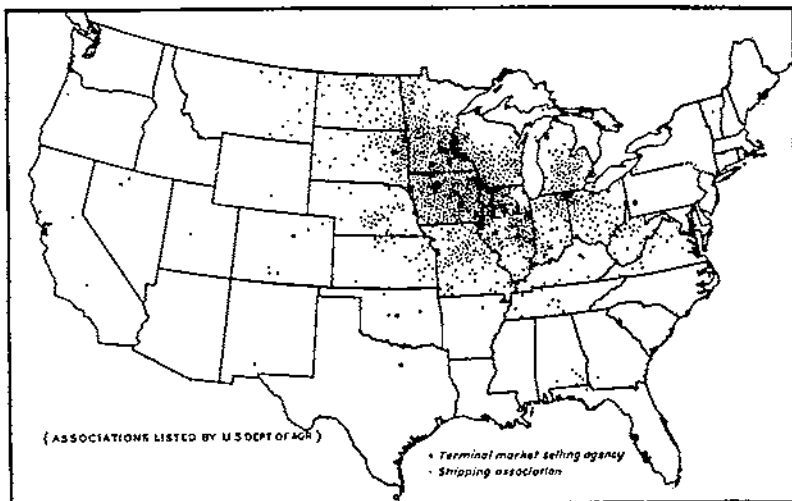 (ASSOCIATIONS LISTED BY U.S DEPT OF AGR)
• Terminal market selling agency
· Shipping association